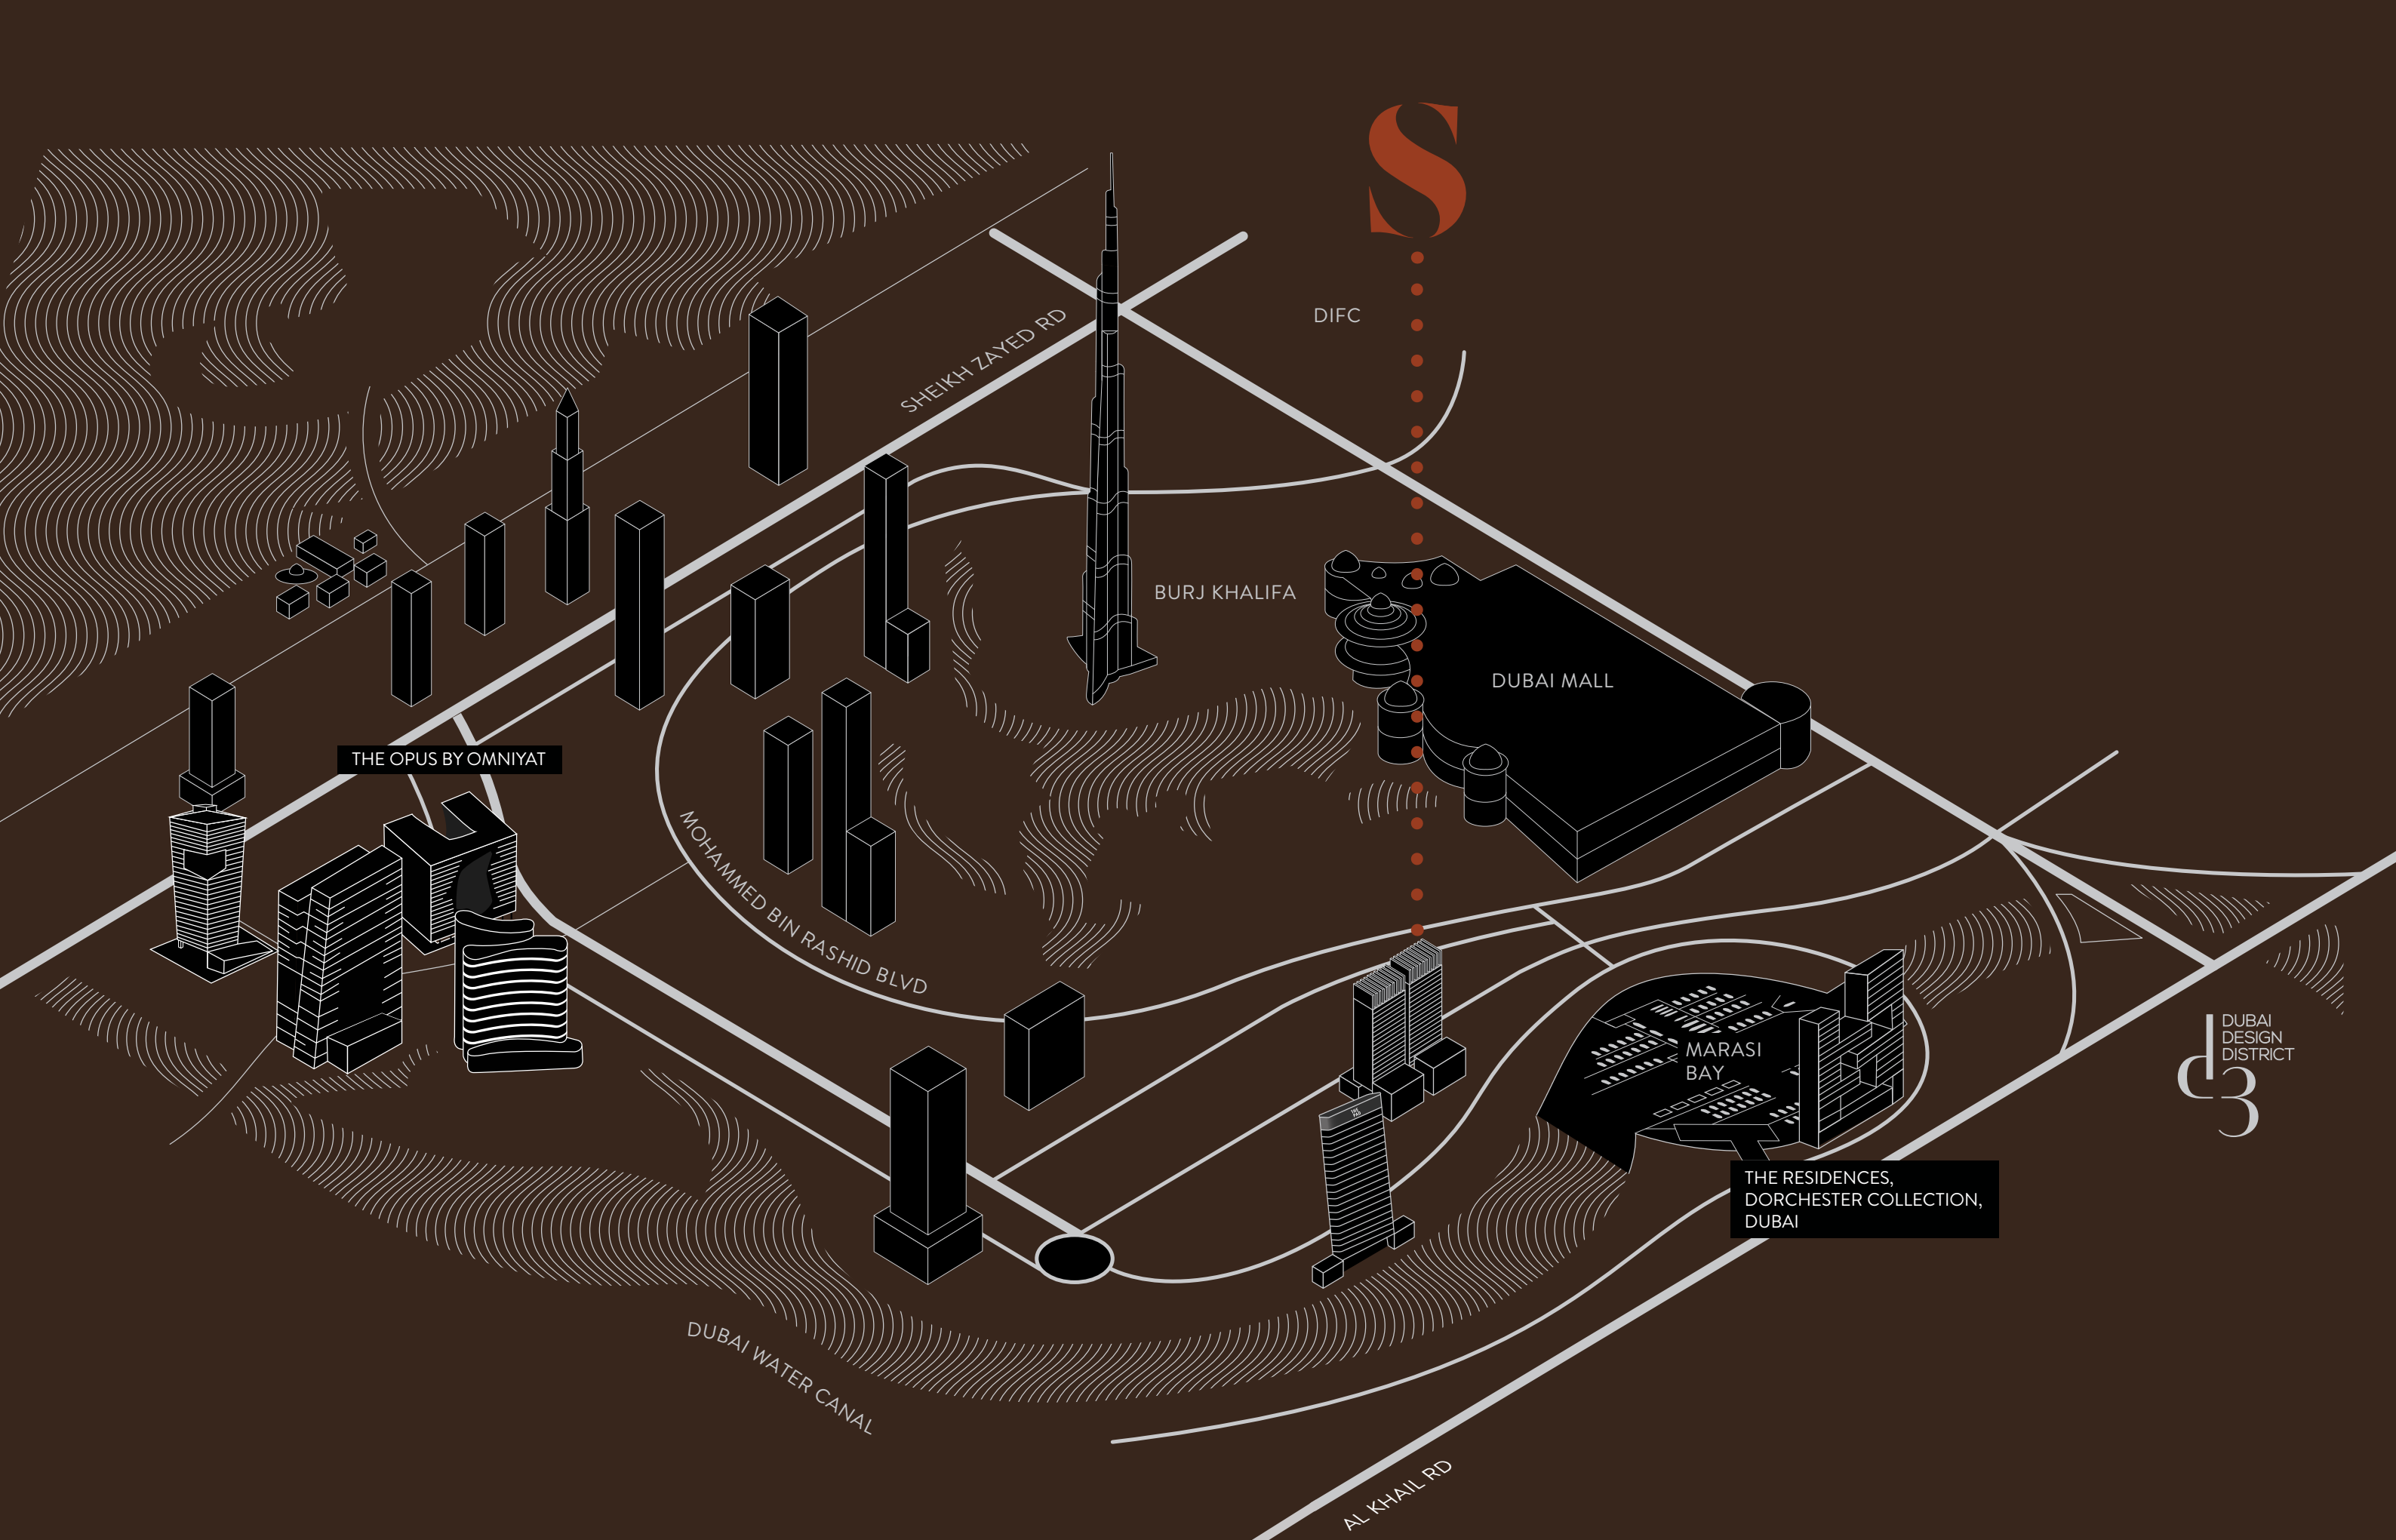 S
DIFC
SHEIKH ZAYED RD
BURJ KHALIFA
DUBAI MALL
THE OPUS BY OMNIYAT
MOHAMMED BIN RASHID BLVD
MARASI
BAY
DUBAI
DESIGN
DISTRICT
d3
THE RESIDENCES,
DORCHESTER COLLECTION,
DUBAI
DUBAI WATER CANAL
AL KHAIL RD